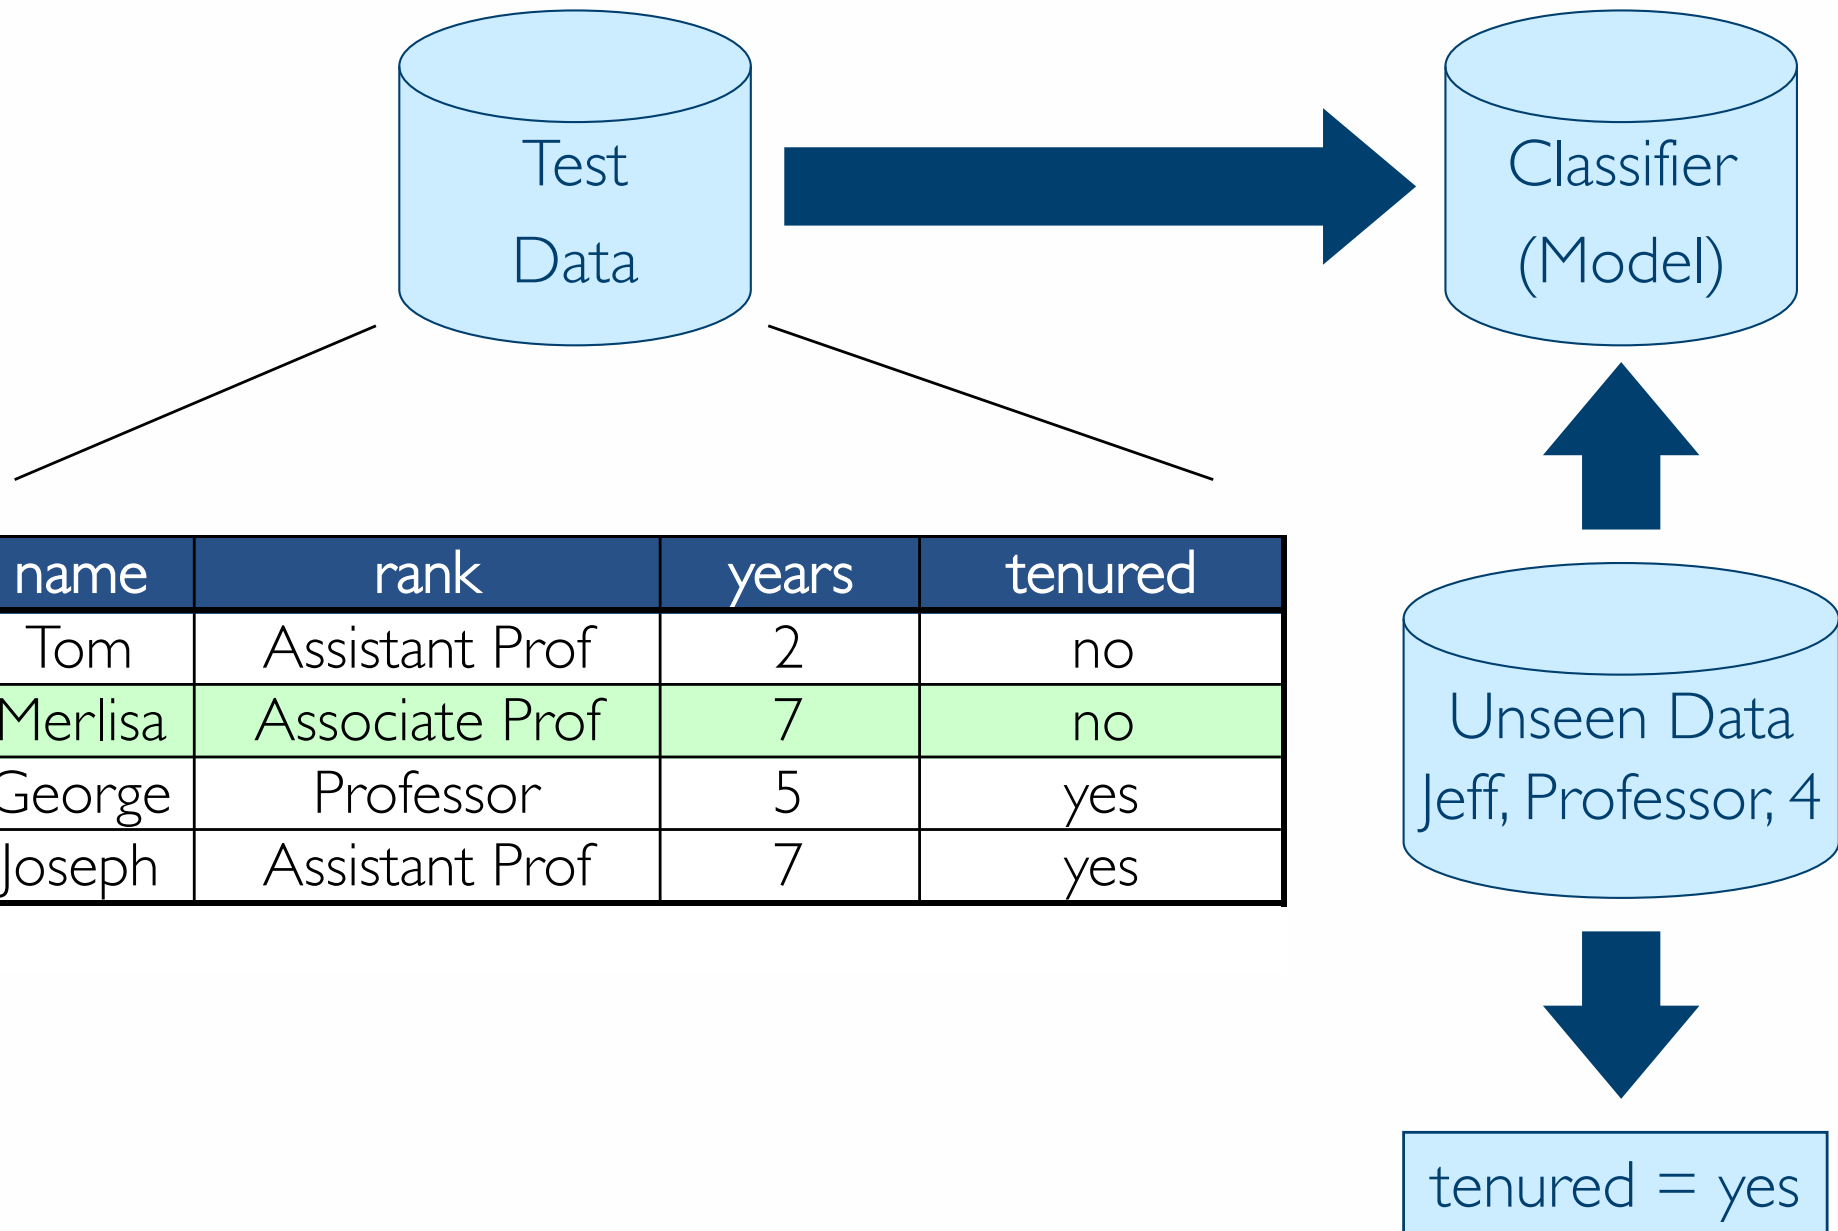 Test
Data
Classifier
(Model)
name rank years tenured
Tom Assistant Prof 2 no
Merlisa Associate Prof 7 no
George Professor 5 yes
Joseph Assistant Prof 7 yes
Unseen Data
Jeff, Professor, 4
tenured = yes